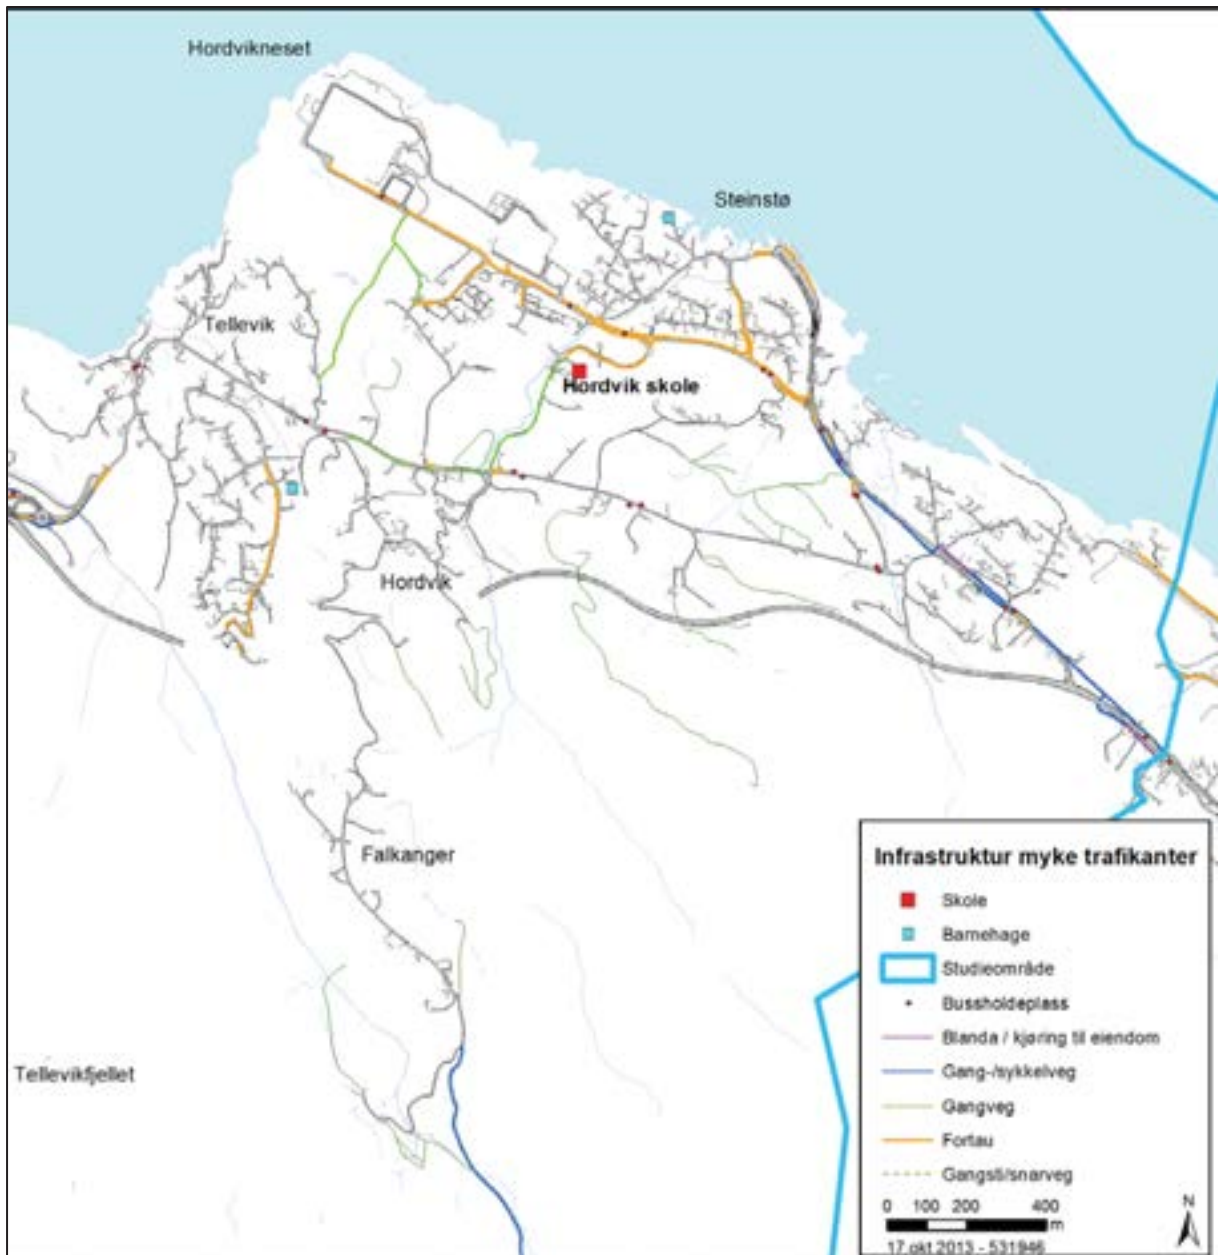 Hordvikneset
Steinstø
Tellevik
Hordvik skole
Hordvik
Falkanger
Tellevikfjellet
Infrastruktur myke trafikanter
Skole
Barnehage
Studieområde
Bussholdeplass
Blanda / kjøring til eiendom
Gang-/sykkelveg
Gangveg
Fortau
Gangsti/snarveg
0 100 200 400
m
N
17.okt.2013 - 531946